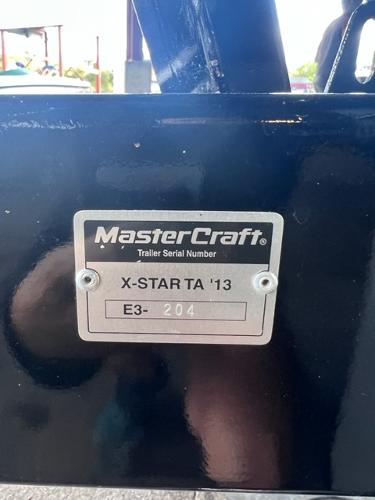 MasterCraft®
Trailer Serial Number
X-STAR TA '13
E3- 204